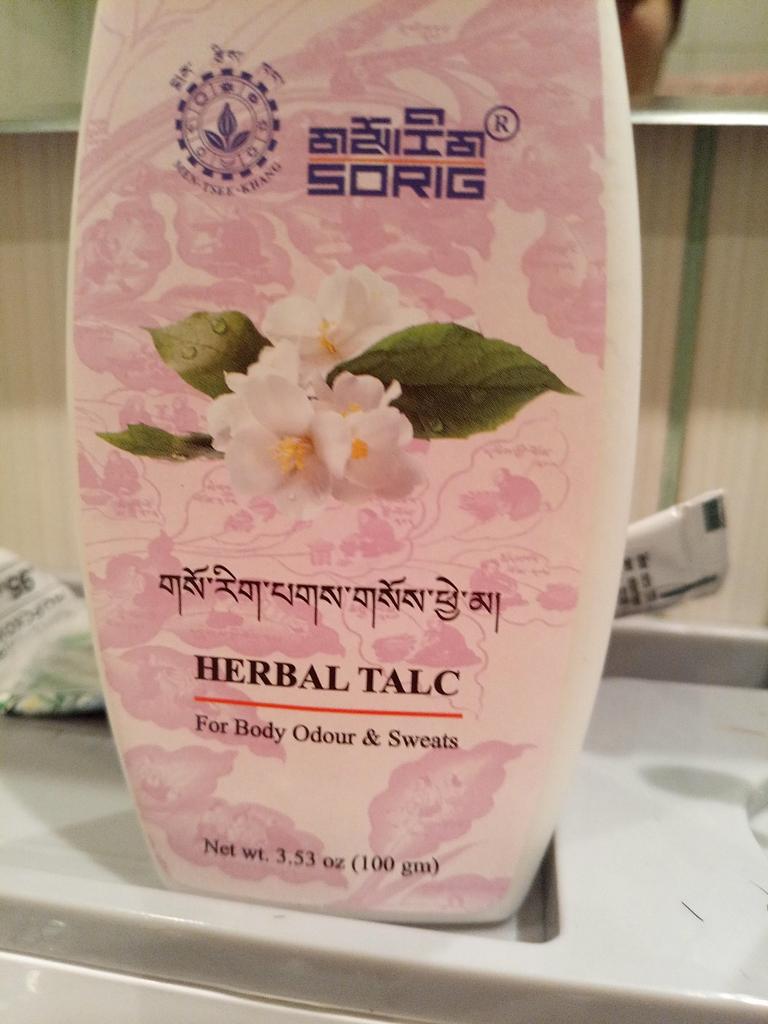 སྨན་རྩིས་ཁང་
MEN-TSEE-KHANG
གསོ་རིག
®
SORIG
གསོ་རིག་པགས་གསོས་ཕྱེ་མ།
HERBAL TALC
For Body Odour & Sweats
Net wt. 3.53 oz (100 gm)